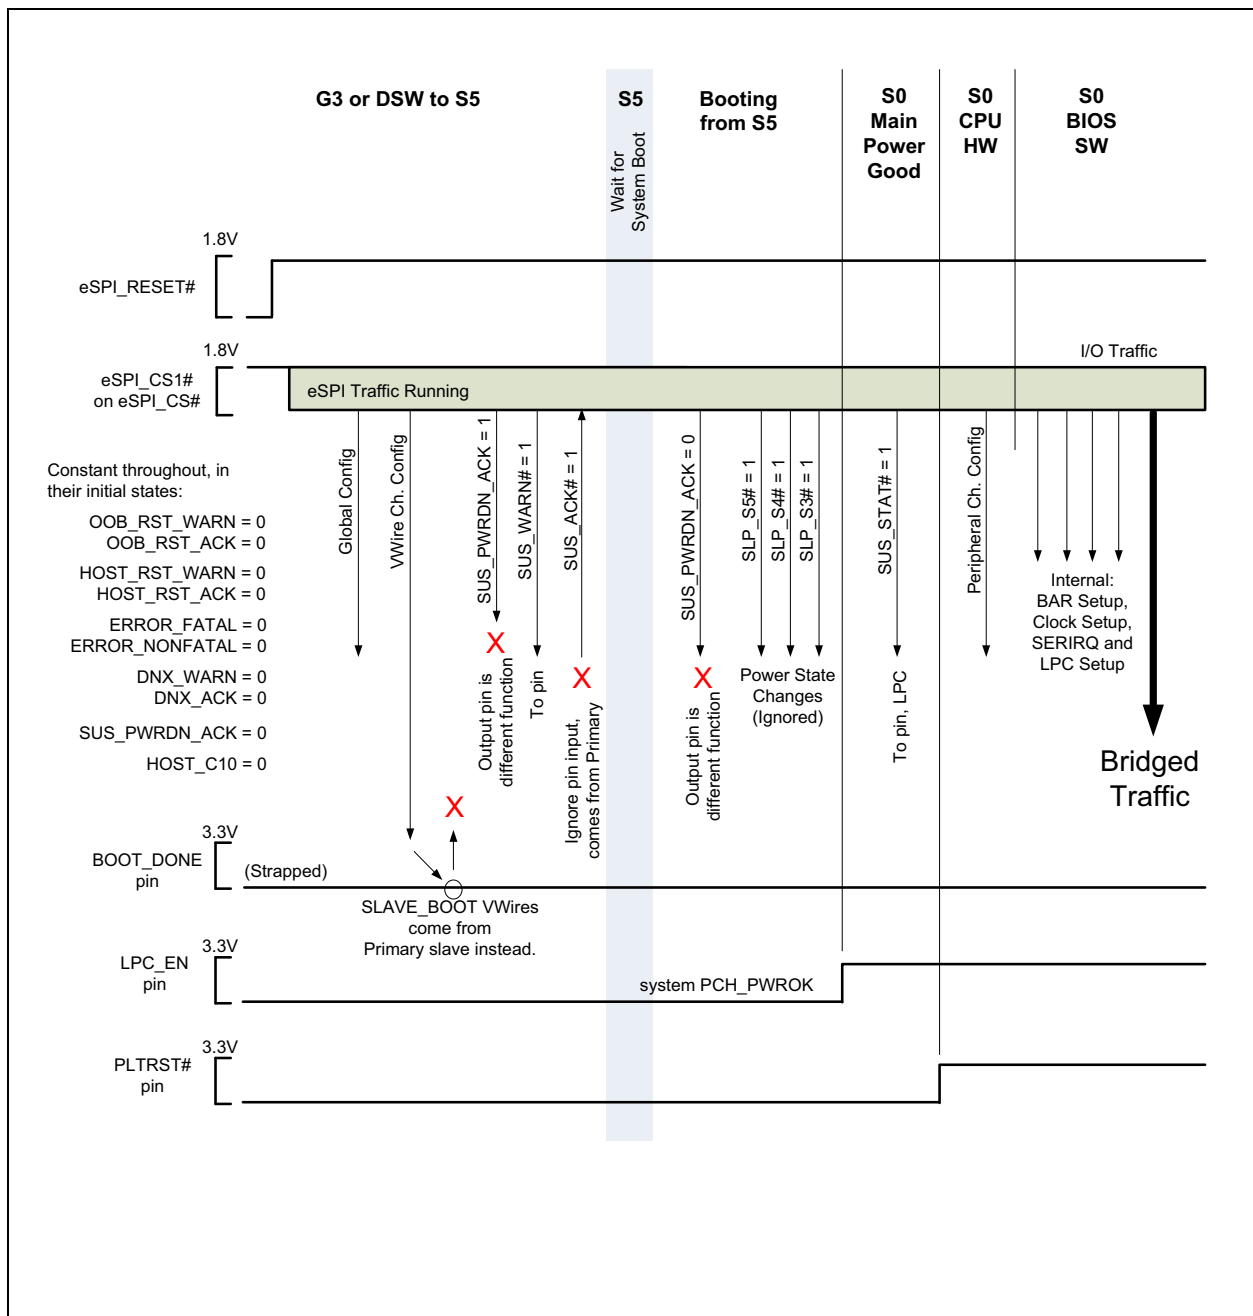 G3 or DSW to S5
S5
Wait for
System Boot
Booting
from S5
S0
Main
Power
Good
S0
CPU
HW
S0
BIOS
SW
1.8V
eSPI_RESET#
1.8V
eSPI_CS1#
on eSPI_CS#
I/O Traffic
eSPI Traffic Running
Constant throughout, in
their initial states:
OOB_RST_WARN = 0
OOB_RST_ACK = 0
HOST_RST_WARN = 0
HOST_RST_ACK = 0
ERROR_FATAL = 0
ERROR_NONFATAL = 0
DNX_WARN = 0
DNX_ACK = 0
SUS_PWRDN_ACK = 0
HOST_C10 = 0
Global Config
VWire Ch. Config
SUS_PWRDN_ACK = 1
X
Output pin is
different function
SUS_WARN# = 1
To pin
SUS_ACK# = 1
X
Ignore pin input,
comes from Primary
SUS_PWRDN_ACK = 0
X
Output pin is
different function
SLP_S5# = 1
SLP_S4# = 1
SLP_S3# = 1
Power State
Changes
(Ignored)
SUS_STAT# = 1
To pin, LPC
Peripheral Ch. Config
Internal:
BAR Setup,
Clock Setup,
SERIRQ and
LPC Setup
Bridged
Traffic
X
3.3V
BOOT_DONE
pin
(Strapped)
SLAVE_BOOT VWires
come from
Primary slave instead.
3.3V
LPC_EN
pin
system PCH_PWROK
3.3V
PLTRST#
pin